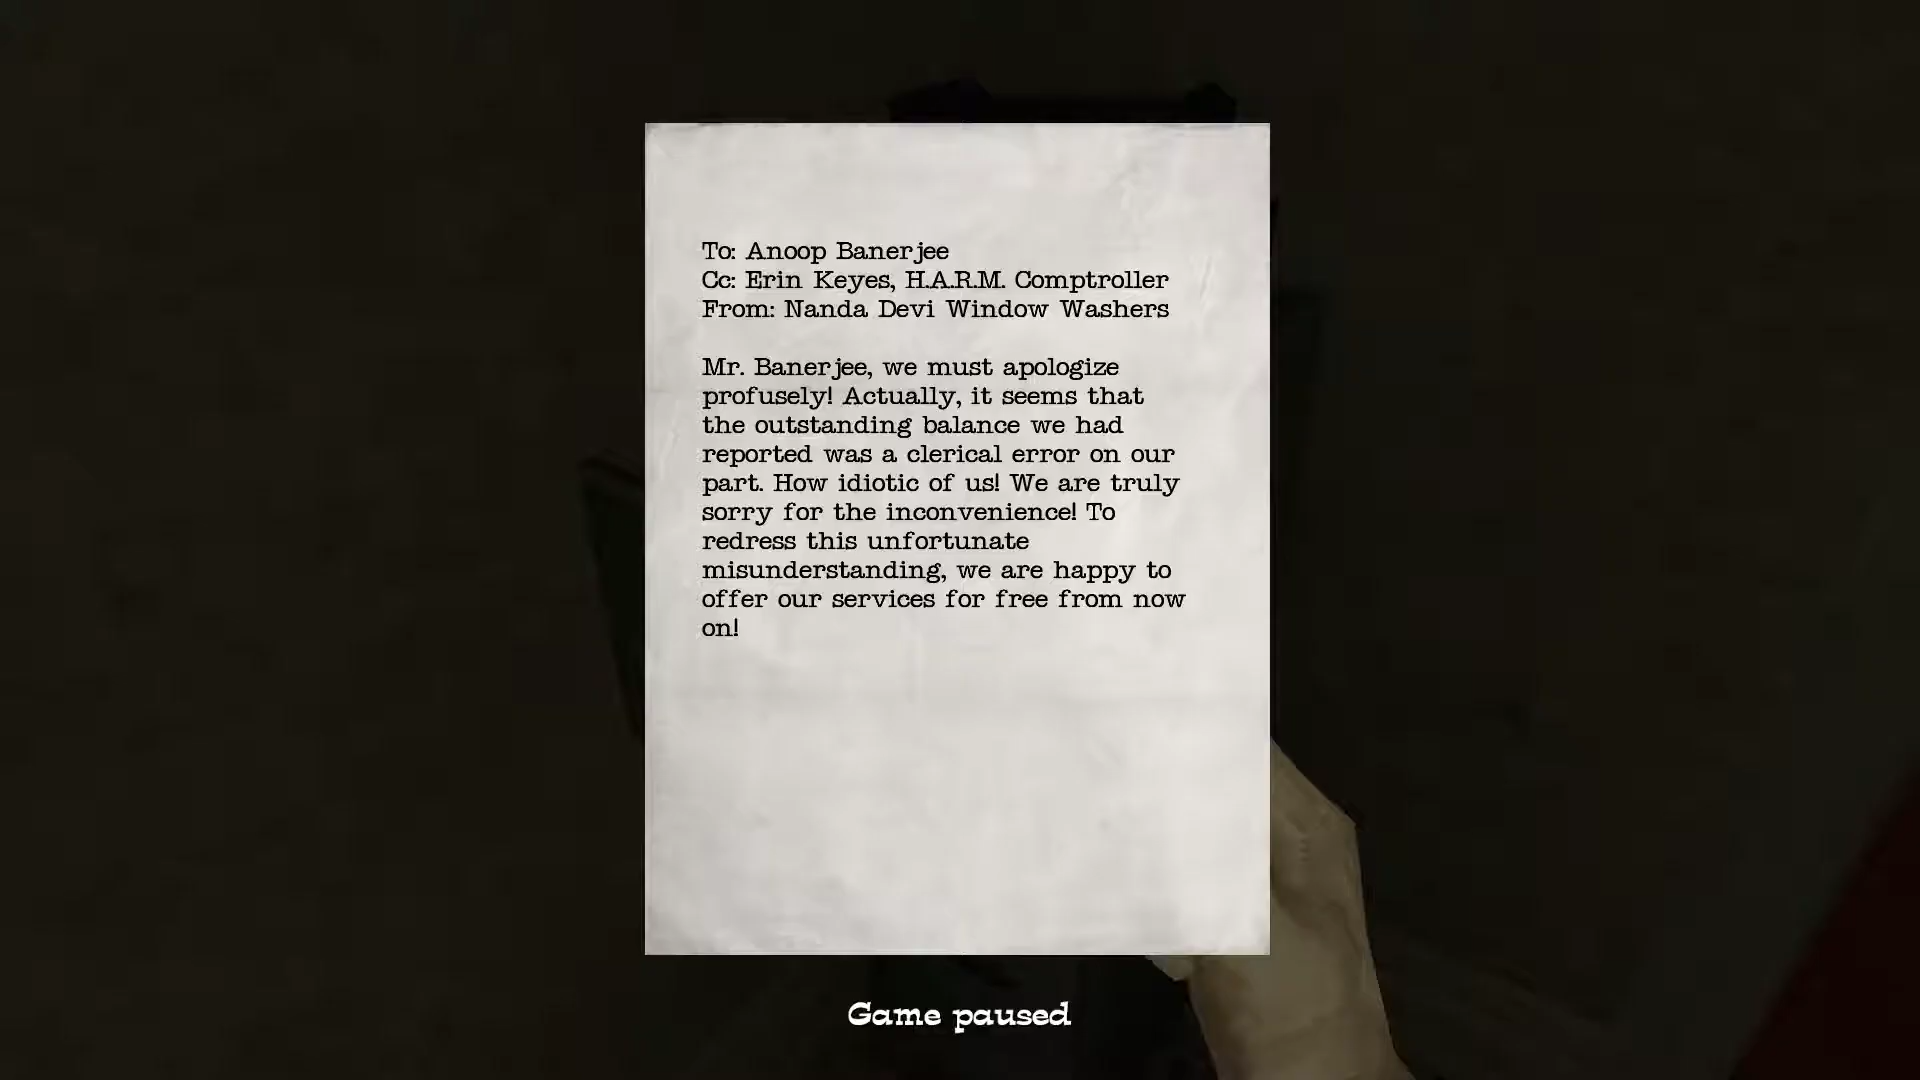 To: Anoop Banerjee
Cc: Erin Keyes, H.A.R.M. Comptroller
From: Nanda Devi Window Washers
Mr. Banerjee, we must apologize
profusely! Actually, it seems that
the outstanding balance we had
reported was a clerical error on our
part. How idiotic of us! We are truly
sorry for the inconvenience! To
redress this unfortunate
misunderstanding, we are happy to
offer our services for free from now
on!
Game paused